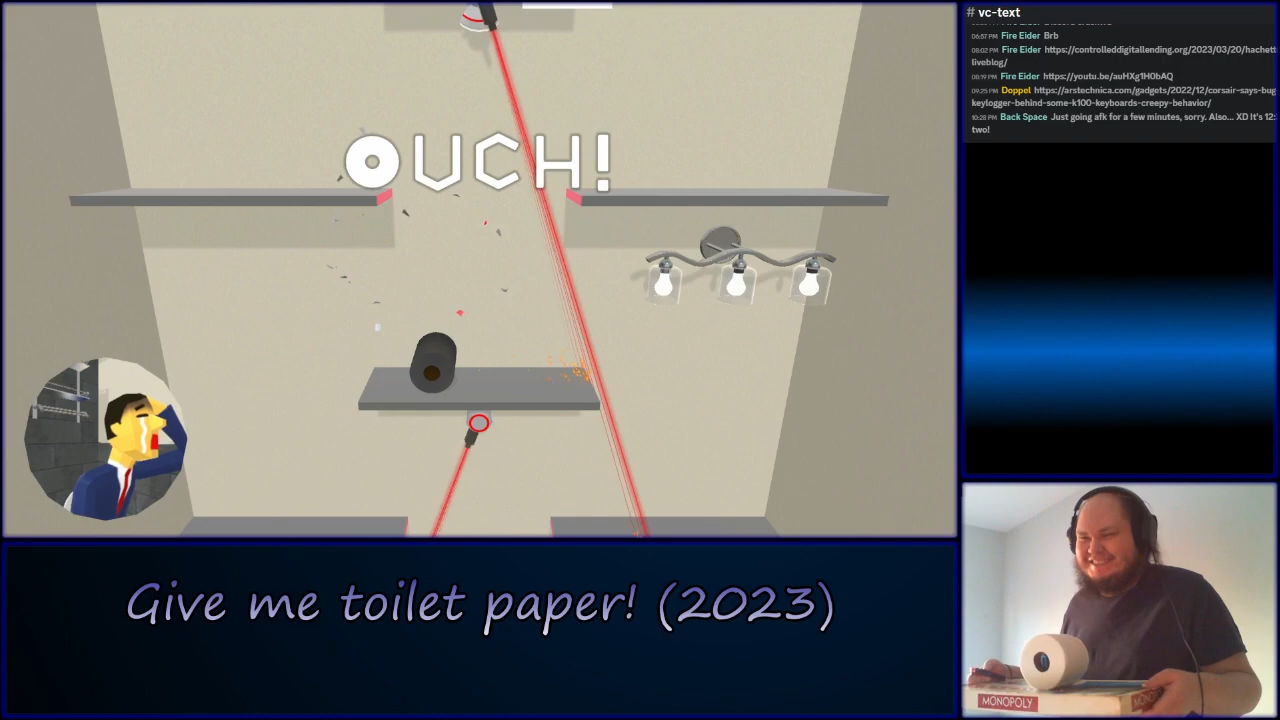 OUCH!
# vc-text
06:57 PM Fire Eider Brb
08:02 PM Fire Eider https://controlleddigitallending.org/2023/03/20/hachett
liveblog/
08:19 PM Fire Eider https://youtu.be/auHXg1H0bAQ
09:25 PM Doppel https://arstechnica.com/gadgets/2022/12/corsair-says-bug
keylogger-behind-some-k100-keyboards-creepy-behavior/
10:28 PM Back Space Just going afk for a few minutes, sorry. Also... XD It's 12:
two!
Give me toilet paper! (2023)
MONOPOLY